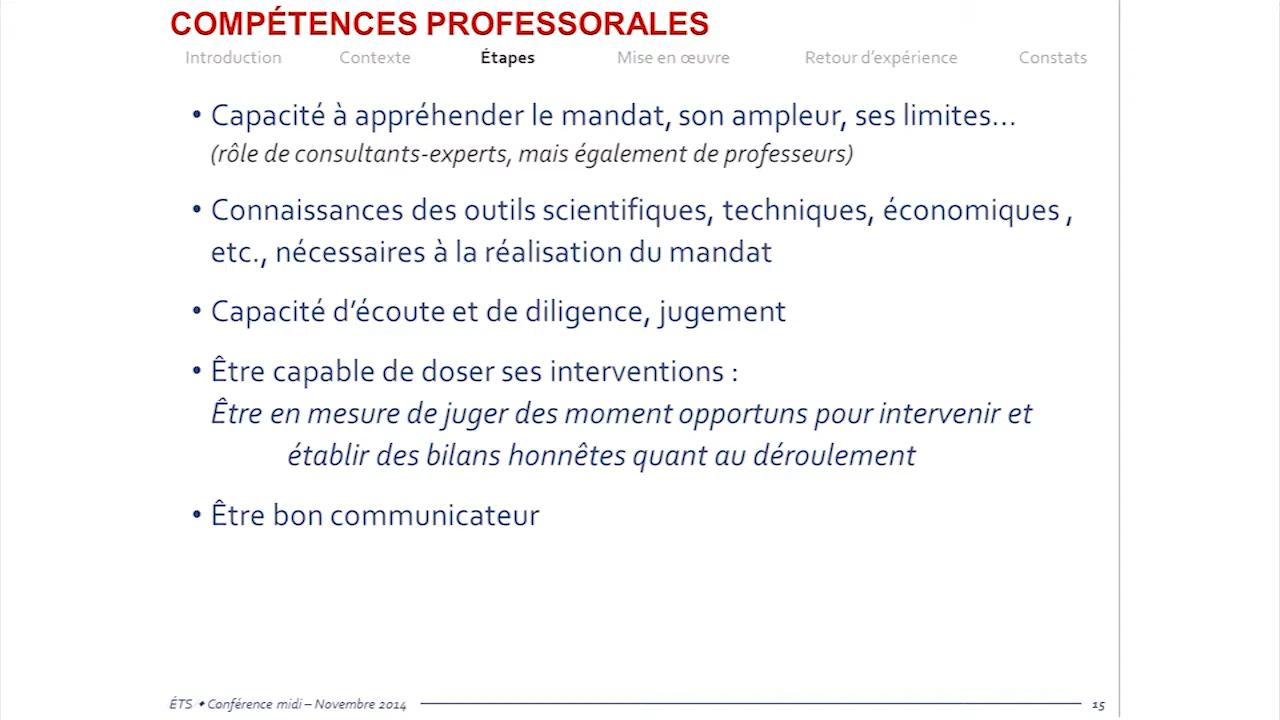 COMPÉTENCES PROFESSORALES
Introduction Contexte Étapes Mise en œuvre Retour d'expérience Constats
• Capacité à appréhender le mandat, son ampleur, ses limites…
(rôle de consultants-experts, mais également de professeurs)
• Connaissances des outils scientifiques, techniques, économiques ,
etc., nécessaires à la réalisation du mandat
• Capacité d'écoute et de diligence, jugement
• Être capable de doser ses interventions :
Être en mesure de juger des moment opportuns pour intervenir et
établir des bilans honnêtes quant au déroulement
• Être bon communicateur
ÉTS • Conférence midi – Novembre 2014 15